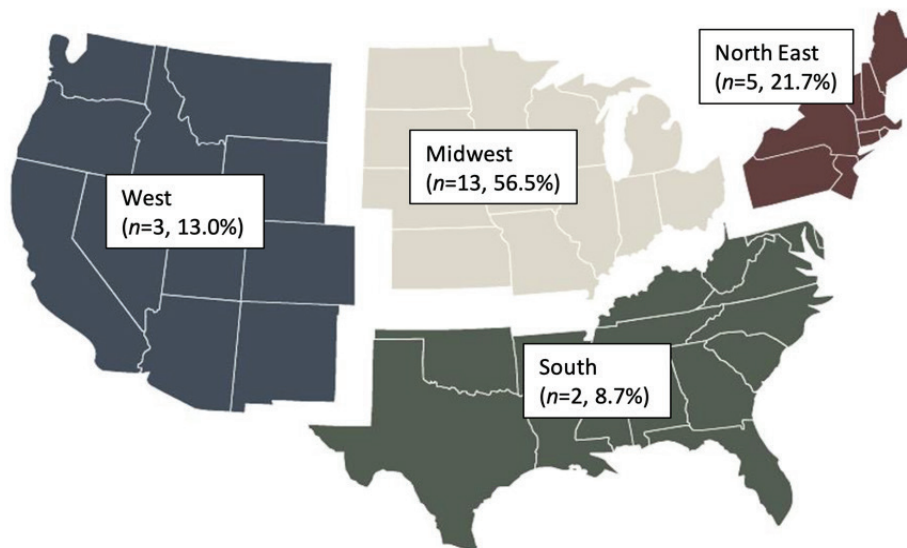 North East
(n=5, 21.7%)
Midwest
(n=13, 56.5%)
West
(n=3, 13.0%)
South
(n=2, 8.7%)